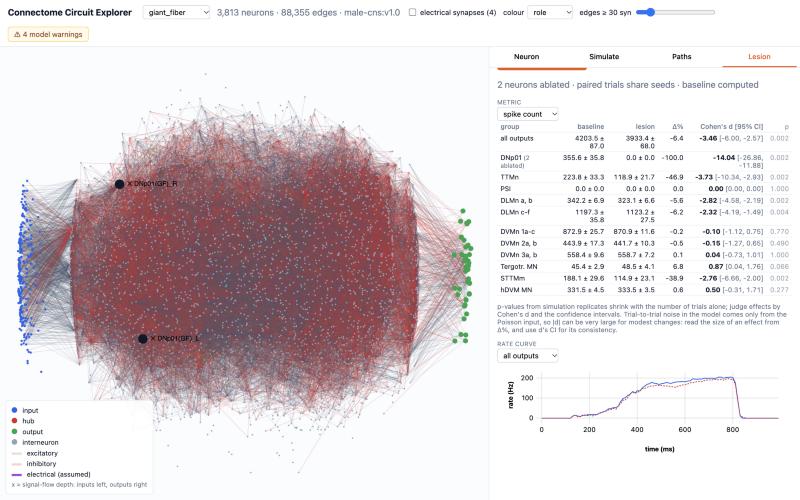 Connectome Circuit Explorer giant_fiber 3,813 neurons · 88,355 edges · male-cns:v1.0 electrical synapses (4) colour role edges ≥ 30 syn
⚠ 4 model warnings
Neuron Simulate Paths Lesion
2 neurons ablated · paired trials share seeds · baseline computed
METRIC
spike count
group baseline lesion Δ% Cohen's d [95% CI] p
all outputs 4203.5 ± 87.0 3933.4 ± 68.0 -6.4 -3.46 [-6.00, -2.57] 0.002
DNp01 (2 ablated) 355.6 ± 35.8 0.0 ± 0.0 -100.0 -14.04 [-26.86, -11.88] 0.002
TTMn 223.8 ± 33.3 118.9 ± 21.7 -46.9 -3.73 [-10.34, -2.93] 0.002
PSI 0.0 ± 0.0 0.0 ± 0.0 0.0 0.00 [0.00, 0.00] 1.000
DLMn a, b 342.2 ± 6.9 323.1 ± 6.6 -5.6 -2.82 [-4.58, -2.19] 0.002
DLMn c-f 1197.3 ± 35.8 1123.2 ± 27.5 -6.2 -2.32 [-4.19, -1.49] 0.004
DVMn 1a-c 872.9 ± 25.7 870.9 ± 11.6 -0.2 -0.10 [-1.12, 0.75] 0.770
DVMn 2a, b 443.9 ± 17.3 441.7 ± 10.3 -0.5 -0.15 [-1.27, 0.65] 0.490
DVMn 3a, b 558.4 ± 9.6 558.7 ± 7.2 0.1 0.04 [-0.73, 1.01] 1.000
Tergotr. MN 45.4 ± 2.9 48.5 ± 4.1 6.8 0.87 [0.04, 1.76] 0.066
STTMm 188.1 ± 29.6 114.9 ± 23.1 -38.9 -2.76 [-6.66, -2.00] 0.002
hDVM MN 331.5 ± 4.5 333.5 ± 3.5 0.6 0.50 [-0.31, 1.71] 0.277
p-values from simulation replicates shrink with the number of trials alone; judge effects by
Cohen's d and the confidence intervals. Trial-to-trial noise in the model comes only from the
Poisson input, so |d| can be very large for modest changes: read the size of an effect from
Δ%, and use d's CI for its consistency.
RATE CURVE
all outputs
rate (Hz)
200
100
0
0 200 400 600 800
time (ms)
× DNp01(GF)_R
× DNp01(GF)_L
input
hub
output
interneuron
excitatory
inhibitory
electrical (assumed)
x = signal-flow depth: inputs left, outputs right